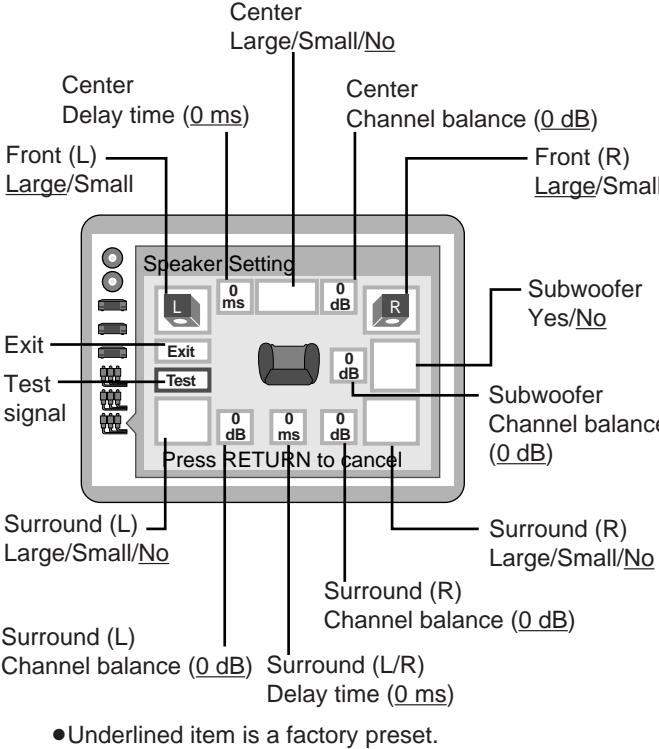 Center
Large/Small/No
Center
Delay time (0 ms)
Center
Channel balance (0 dB)
Front (L)
Large/Small
Front (R)
Large/Small
Speaker Setting
L
0
ms
0
dB
R
Subwoofer
Yes/No
Exit
Exit
Test
signal
Test
0
dB
Subwoofer
Channel balance
(0 dB)
0
dB
0
ms
0
dB
Press RETURN to cancel
Surround (L)
Large/Small/No
Surround (R)
Large/Small/No
Surround (R)
Channel balance (0 dB)
Surround (L)
Channel balance (0 dB)
Surround (L/R)
Delay time (0 ms)
●Underlined item is a factory preset.